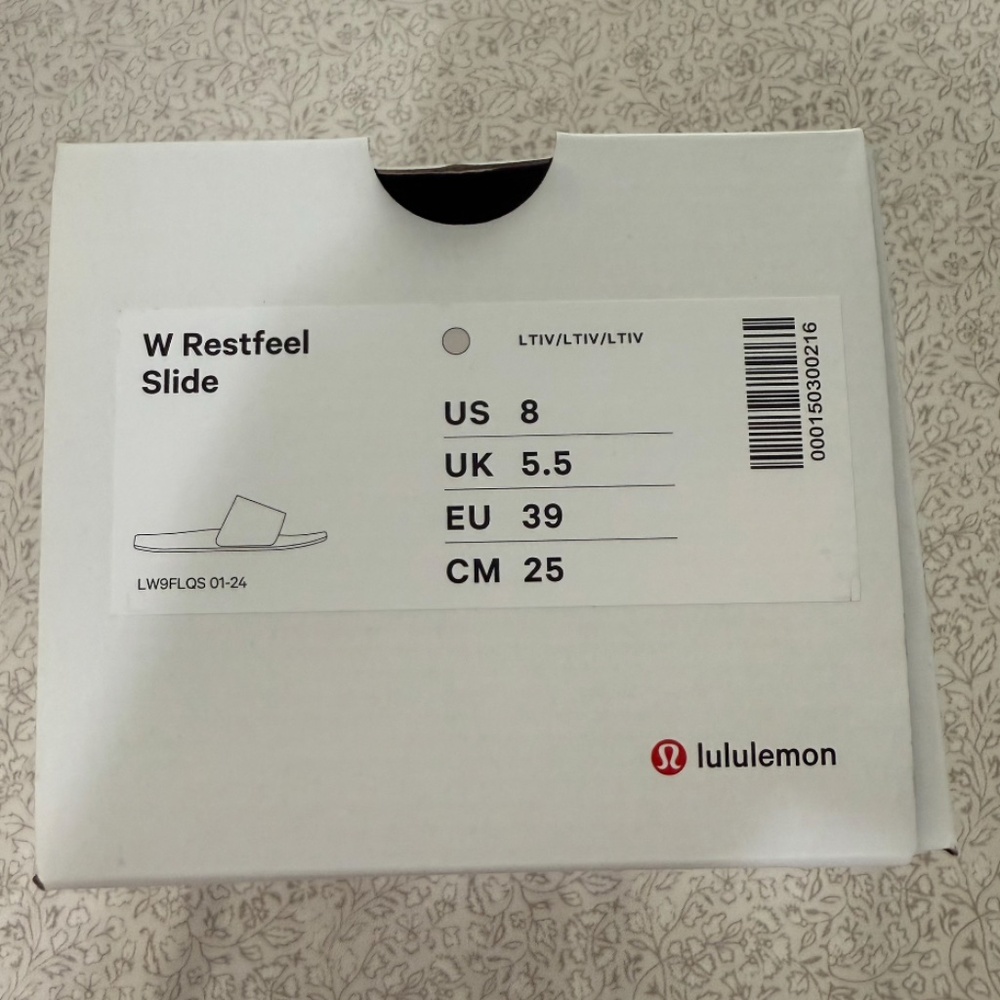 W Restfeel
Slide
LTIV/LTIV/LTIV
US 8
UK 5.5
EU 39
CM 25
LW9FLQS 01-24
000150300216
lululemon